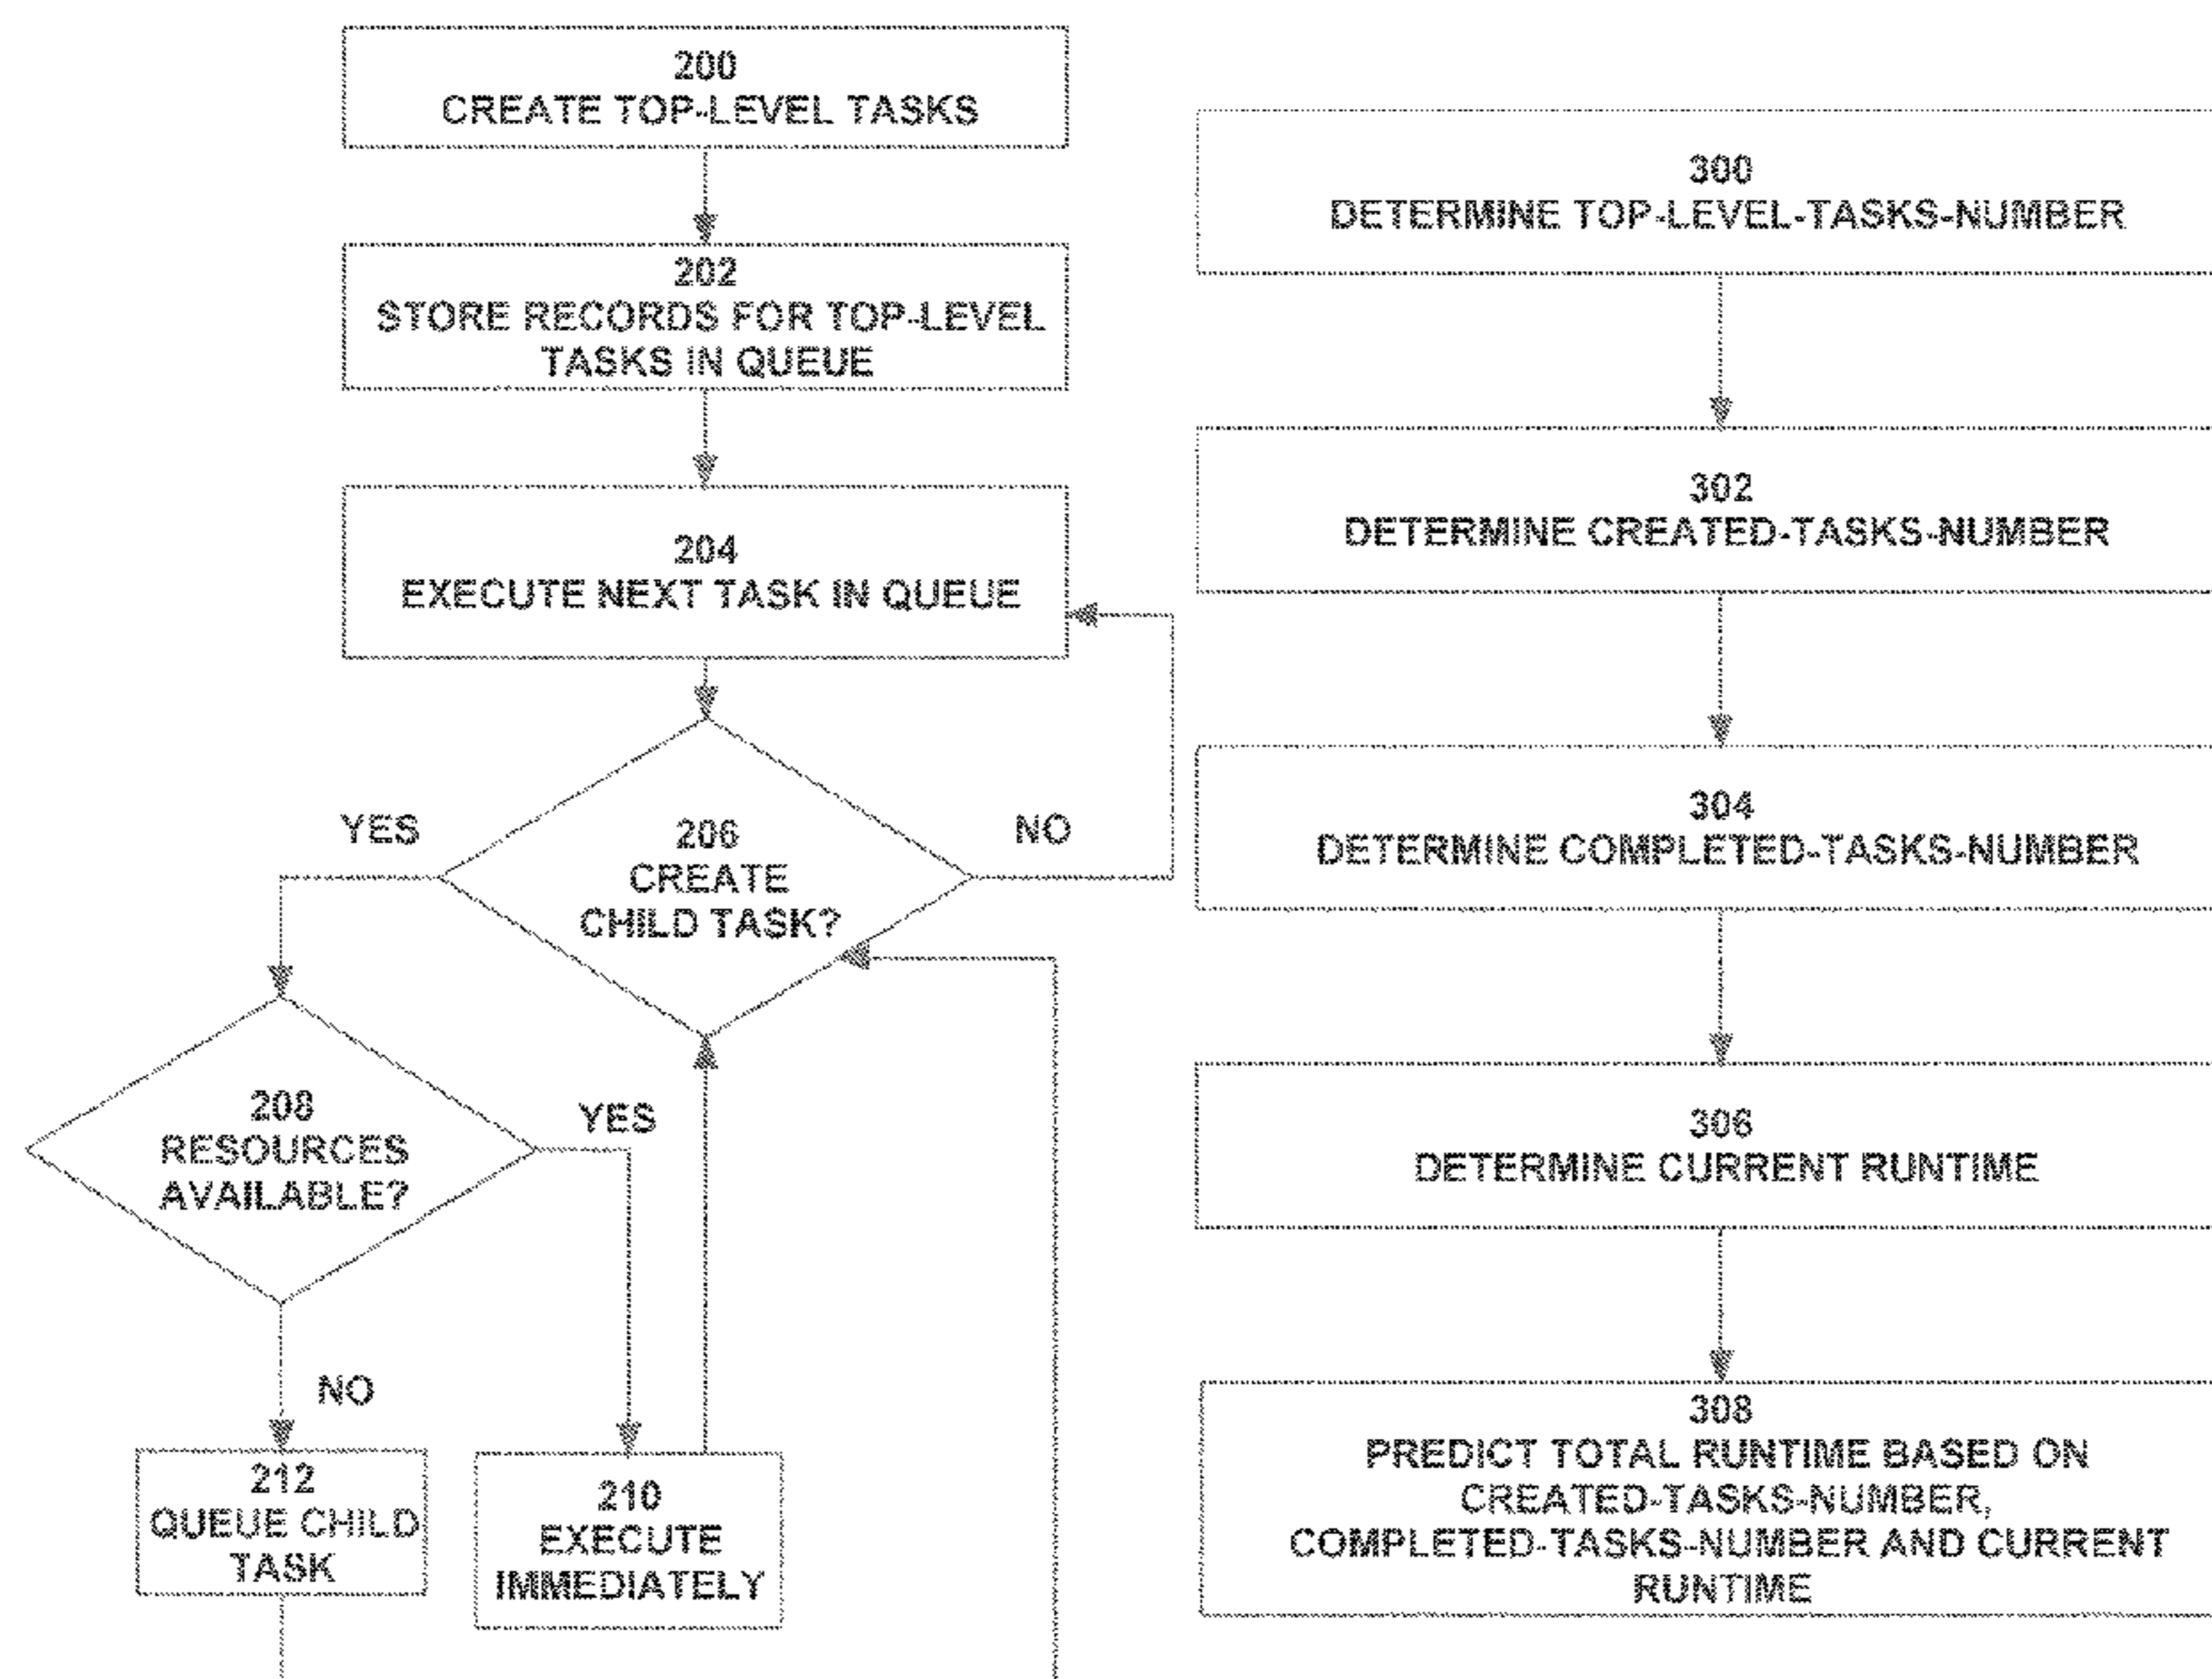 200
CREATE TOP-LEVEL TASKS
202
STORE RECORDS FOR TOP-LEVEL
TASKS IN QUEUE
204
EXECUTE NEXT TASK IN QUEUE
YES
206
CREATE
CHILD TASK?
NO
208
RESOURCES
AVAILABLE?
YES
NO
212
QUEUE CHILD
TASK
210
EXECUTE
IMMEDIATELY
300
DETERMINE TOP-LEVEL-TASKS-NUMBER
302
DETERMINE CREATED-TASKS-NUMBER
304
DETERMINE COMPLETED-TASKS-NUMBER
306
DETERMINE CURRENT RUNTIME
308
PREDICT TOTAL RUNTIME BASED ON
CREATED-TASKS-NUMBER,
COMPLETED-TASKS-NUMBER AND CURRENT
RUNTIME